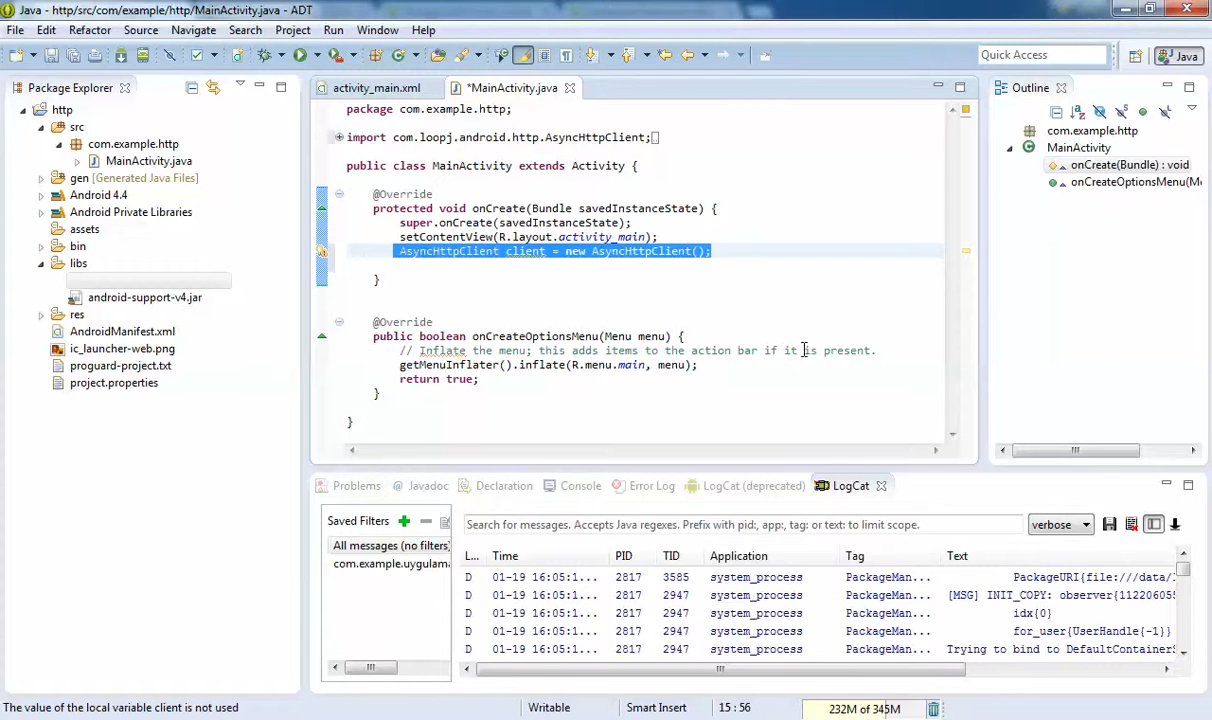 Java - http/src/com/example/http/MainActivity.java - ADT
File Edit Refactor Source Navigate Search Project Run Window Help
Quick Access
Java
Package Explorer
http
src
com.example.http
MainActivity.java
gen [Generated Java Files]
Android 4.4
Android Private Libraries
assets
bin
libs
android-support-v4.jar
res
AndroidManifest.xml
ic_launcher-web.png
proguard-project.txt
project.properties
activity_main.xml
*MainActivity.java
package com.example.http;
import com.loopj.android.http.AsyncHttpClient;
public class MainActivity extends Activity {
@Override
protected void onCreate(Bundle savedInstanceState) {
super.onCreate(savedInstanceState);
setContentView(R.layout.activity_main);
AsyncHttpClient client = new AsyncHttpClient();
}
@Override
public boolean onCreateOptionsMenu(Menu menu) {
// Inflate the menu; this adds items to the action bar if it is present.
getMenuInflater().inflate(R.menu.main, menu);
return true;
}
}
Outline
com.example.http
MainActivity
onCreate(Bundle) : void
onCreateOptionsMenu(M
Problems Javadoc Declaration Console Error Log LogCat (deprecated) LogCat
Saved Filters
All messages (no filters)
com.example.uygulam
Search for messages. Accepts Java regexes. Prefix with pid:, app:, tag: or text: to limit scope.
verbose
L... Time PID TID Application Tag Text
D 01-19 16:05:1... 2817 3585 system_process PackageMan... PackageURI{file:///data/
D 01-19 16:05:1... 2817 2947 system_process PackageMan... [MSG] INIT_COPY: observer{112206055
D 01-19 16:05:1... 2817 2947 system_process PackageMan... idx{0}
D 01-19 16:05:1... 2817 2947 system_process PackageMan... for_user{UserHandle{-1}}
D 01-19 16:05:1... 2817 2947 system_process PackageMan... Trying to bind to DefaultContainer
The value of the local variable client is not used
Writable
Smart Insert
15 : 56
232M of 345M